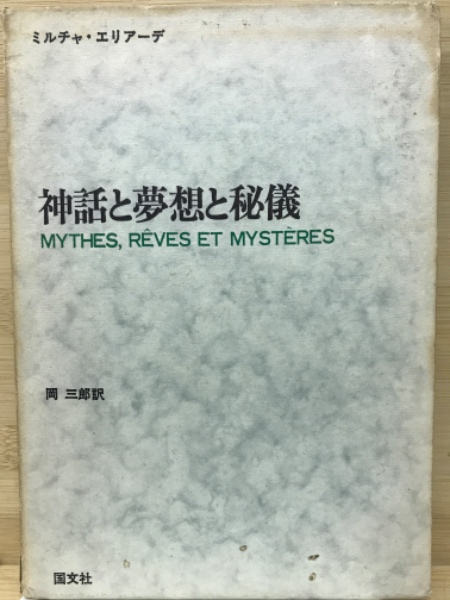 ミルチャ・エリアーデ
神話と夢想と秘儀
MYTHES, RÊVES ET MYSTÈRES
岡 三郎訳
国文社